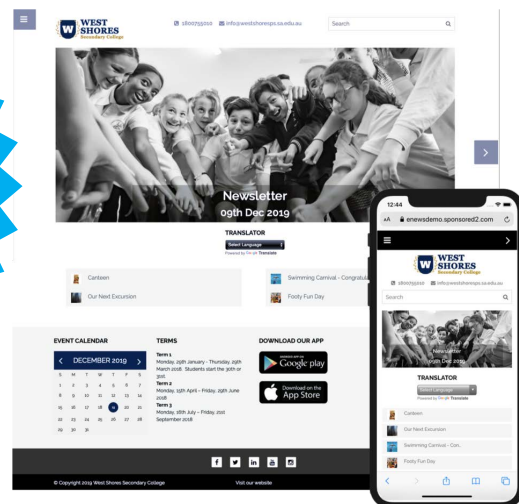 WEST
SHORES
Secondary College
1800755010 info@westshoresps.sa.edu.au
Search
Newsletter
09th Dec 2019
TRANSLATOR
Select Language
Powered by Google Translate
Canteen
Swimming Carnival - Congratula
Our Next Excursion
Footy Fun Day
EVENT CALENDAR
DECEMBER 2019
S M T W T F S
1 2 3 4 5 6 7
8 9 10 11 12 13 14
15 16 17 18 19 20 21
22 23 24 25 26 27 28
29 30 31
TERMS
Term 1
Monday, 29th January - Thursday, 29th
March 2018. Students start the 30th or
31st.
Term 2
Monday, 15th April - Friday, 29th June
2018
Term 3
Monday, 16th July - Friday, 21st
September 2018
DOWNLOAD OUR APP
Google play
Download on the
App Store
© Copyright 2019 West Shores Secondary College
Visit our website
12:44
AA enewsdemo.sponsored2.com
WEST
SHORES
Secondary College
1800755010 info@westshoresps.sa.edu.au
Search
Newsletter
09th Dec 2019
TRANSLATOR
Select Language
Powered by Google Translate
Canteen
Our Next Excursion
Swimming Carnival - Con...
Footy Fun Day